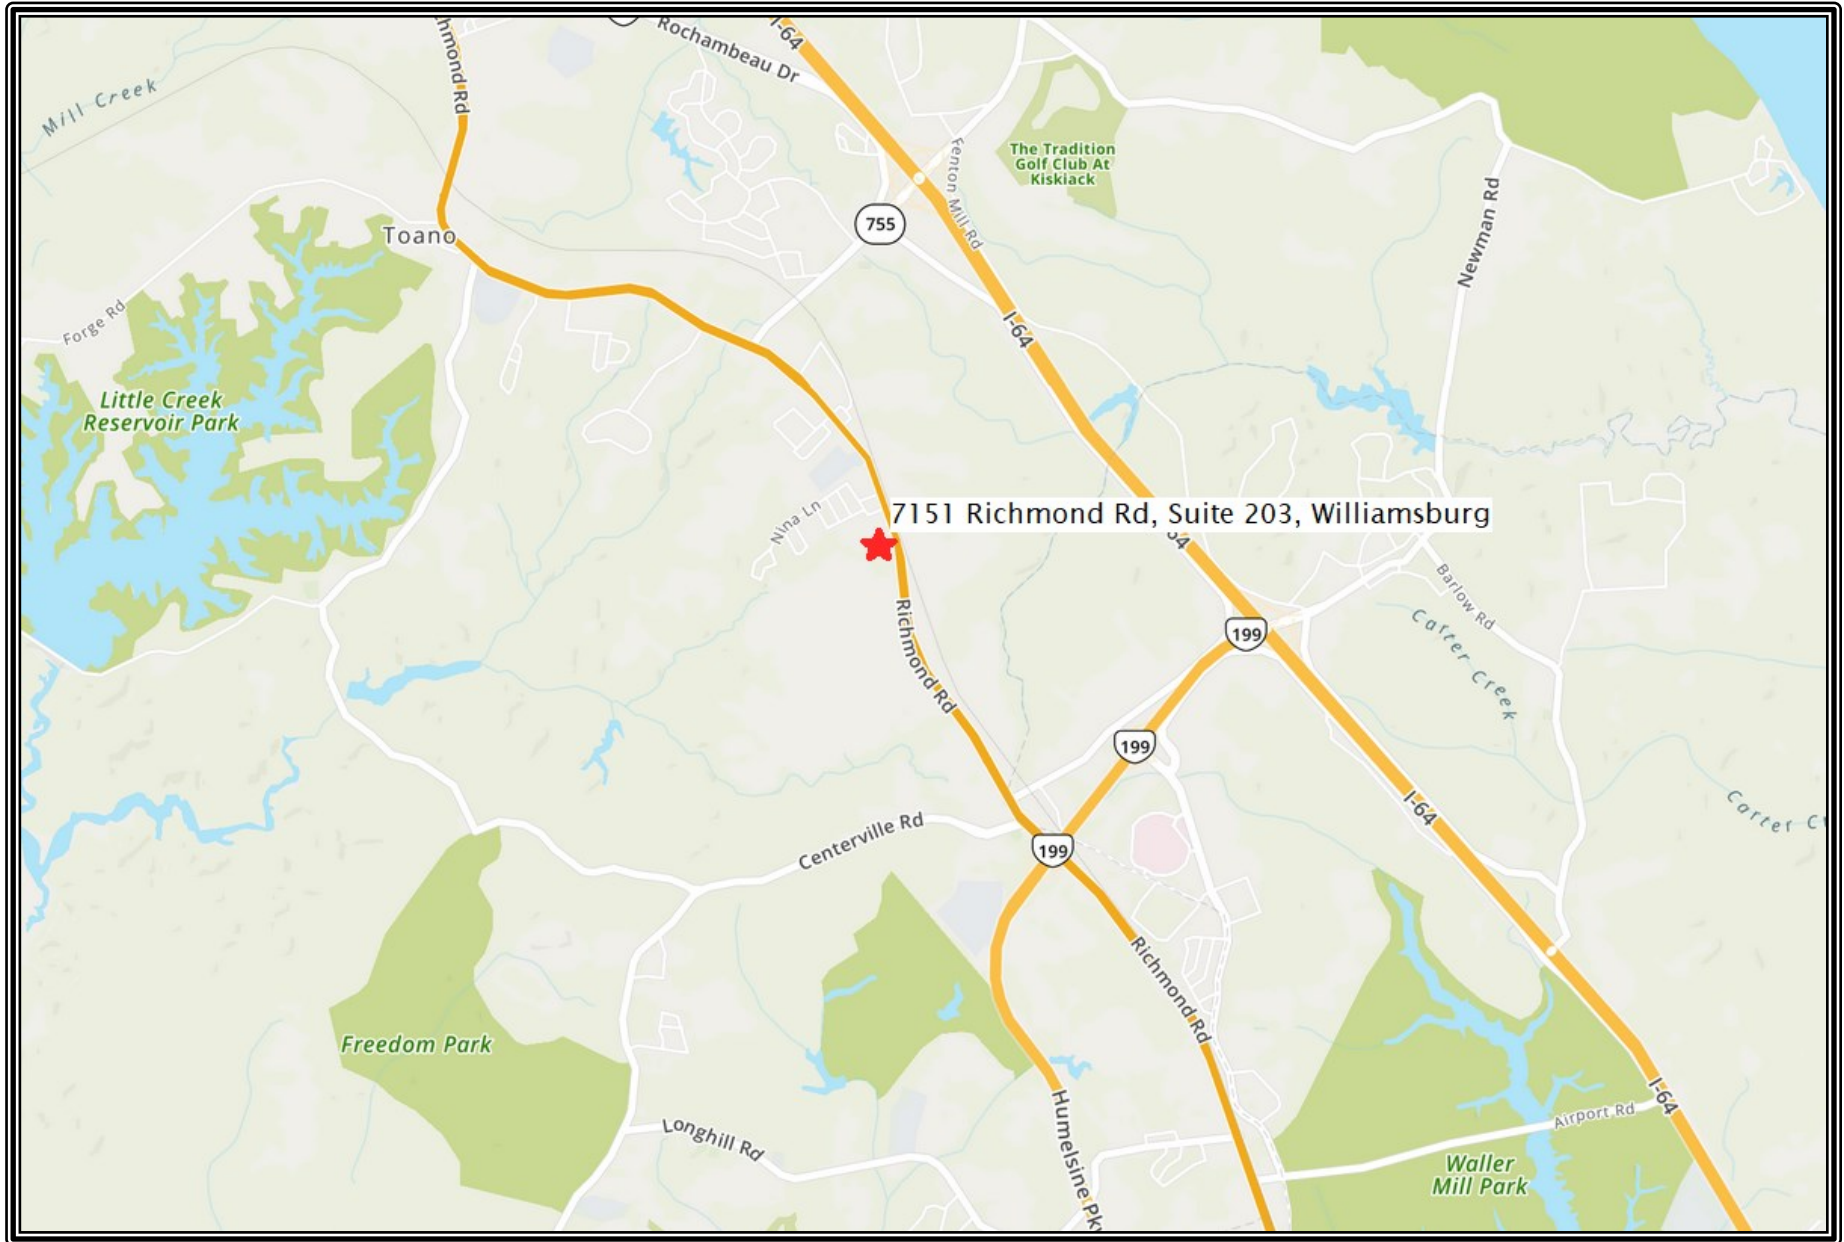 I-64
Rochambeau Dr
hmond Rd
Mill Creek
Fenton Mill Rd
The Tradition
Golf Club At
Kiskiack
Newman Rd
755
Toano
Forge Rd
I-64
Little Creek
Reservoir Park
7151 Richmond Rd, Suite 203, Williamsburg
Nina Ln
64
Barlow Rd
Richmond Rd
199
Carter Creek
199
I-64
Carter C
Centerville Rd
199
Richmond Rd
Freedom Park
I-64
Airport Rd
Longhill Rd
Humelsine Pk
Waller
Mill Park